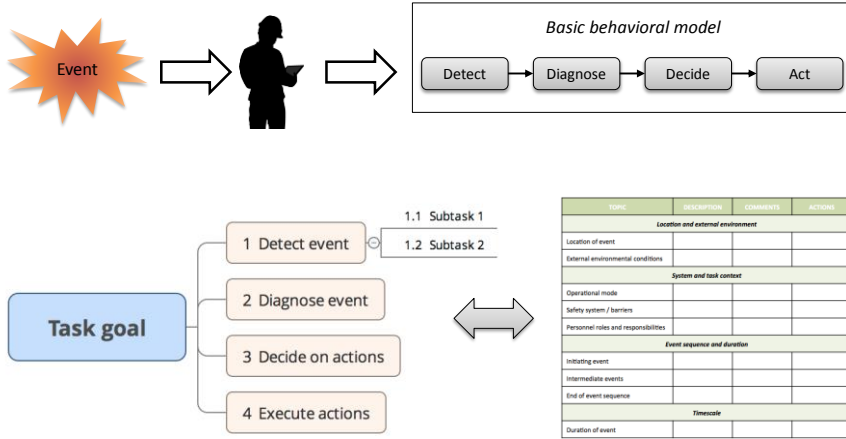 Event
Basic behavioral model
Detect
Diagnose
Decide
Act
Task goal
1 Detect event
1.1 Subtask 1
1.2 Subtask 2
2 Diagnose event
3 Decide on actions
4 Execute actions
TOPIC DESCRIPTION COMMENTS ACTIONS
Location and external environment
Location of event
External environmental conditions
System and task context
Operational mode
Safety system / barriers
Personnel roles and responsibilities
Event sequence and duration
Initiating event
Intermediate events
End of event sequence
Timescale
Duration of event